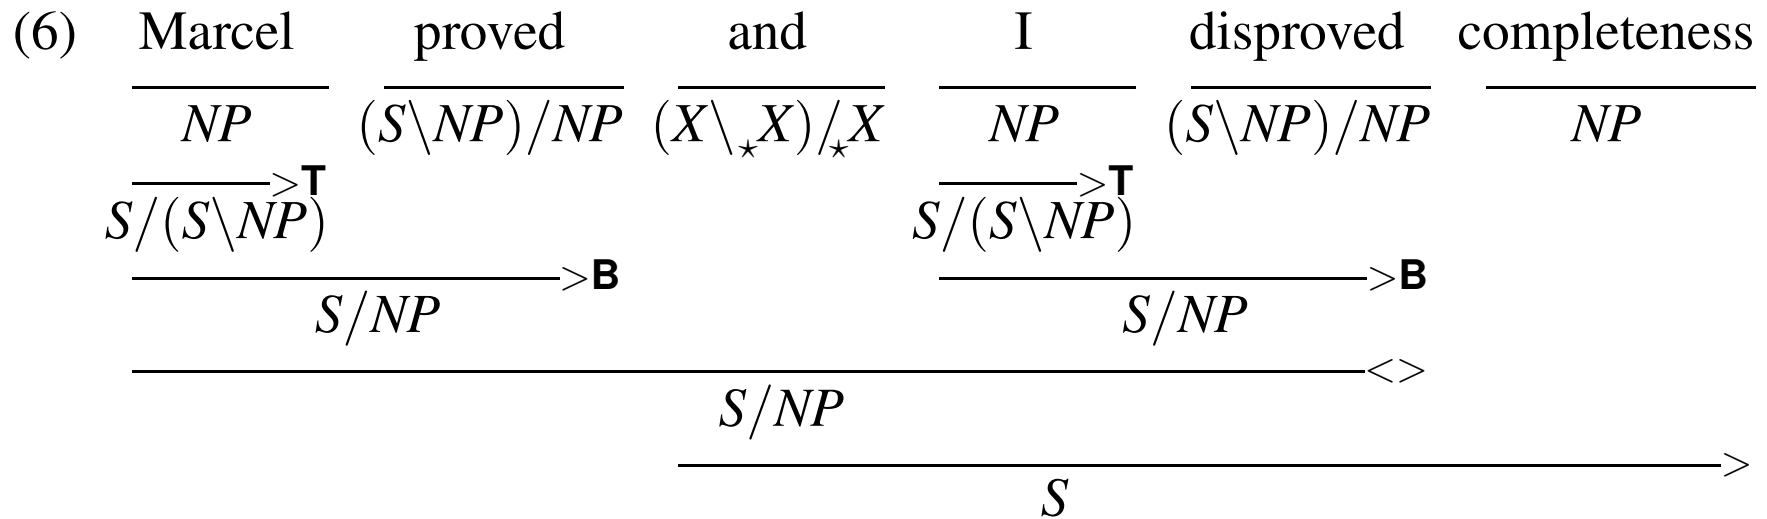 (6) Marcel proved and I disproved completeness
NP (S\NP)/NP (X\⋆X)/⋆X NP (S\NP)/NP NP
>T >T
S/(S\NP) S/(S\NP)
>B >B
S/NP S/NP
<>
S/NP
>
S